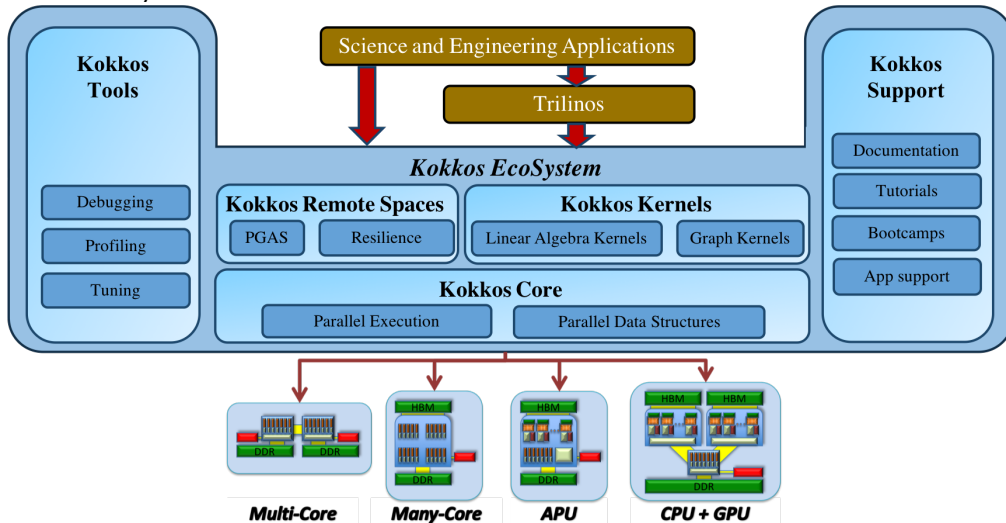 Kokkos
Tools
Debugging
Profiling
Tuning
Science and Engineering Applications
Trilinos
Kokkos EcoSystem
Kokkos Remote Spaces
PGAS
Resilience
Kokkos Kernels
Linear Algebra Kernels
Graph Kernels
Kokkos Core
Parallel Execution
Parallel Data Structures
Kokkos
Support
Documentation
Tutorials
Bootcamps
App support
DDR
DDR
Multi-Core
HBM
DDR
Many-Core
HBM
DDR
APU
HBM
HBM
DDR
CPU + GPU